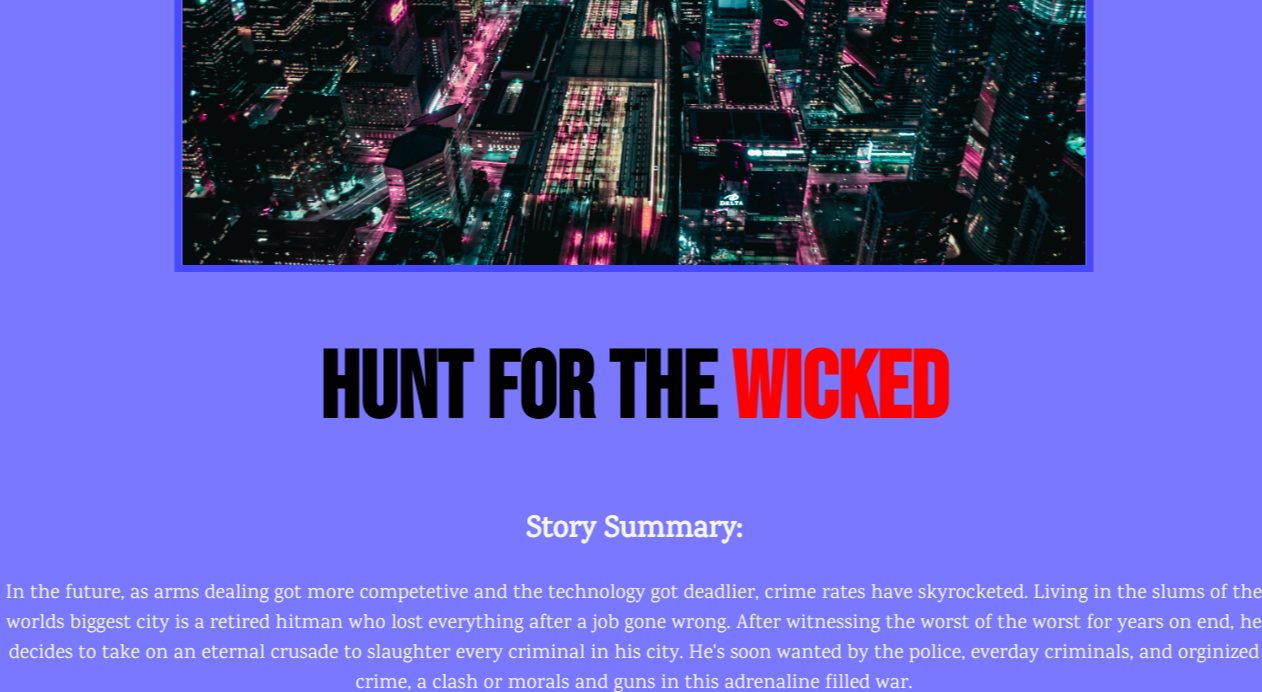 DELTA
HUNT FOR THE WICKED
Story Summary:
In the future, as arms dealing got more competetive and the technology got deadlier, crime rates have skyrocketed. Living in the slums of the
worlds biggest city is a retired hitman who lost everything after a job gone wrong. After witnessing the worst of the worst for years on end, he
decides to take on an eternal crusade to slaughter every criminal in his city. He's soon wanted by the police, everday criminals, and orginized
crime, a clash or morals and guns in this adrenaline filled war.